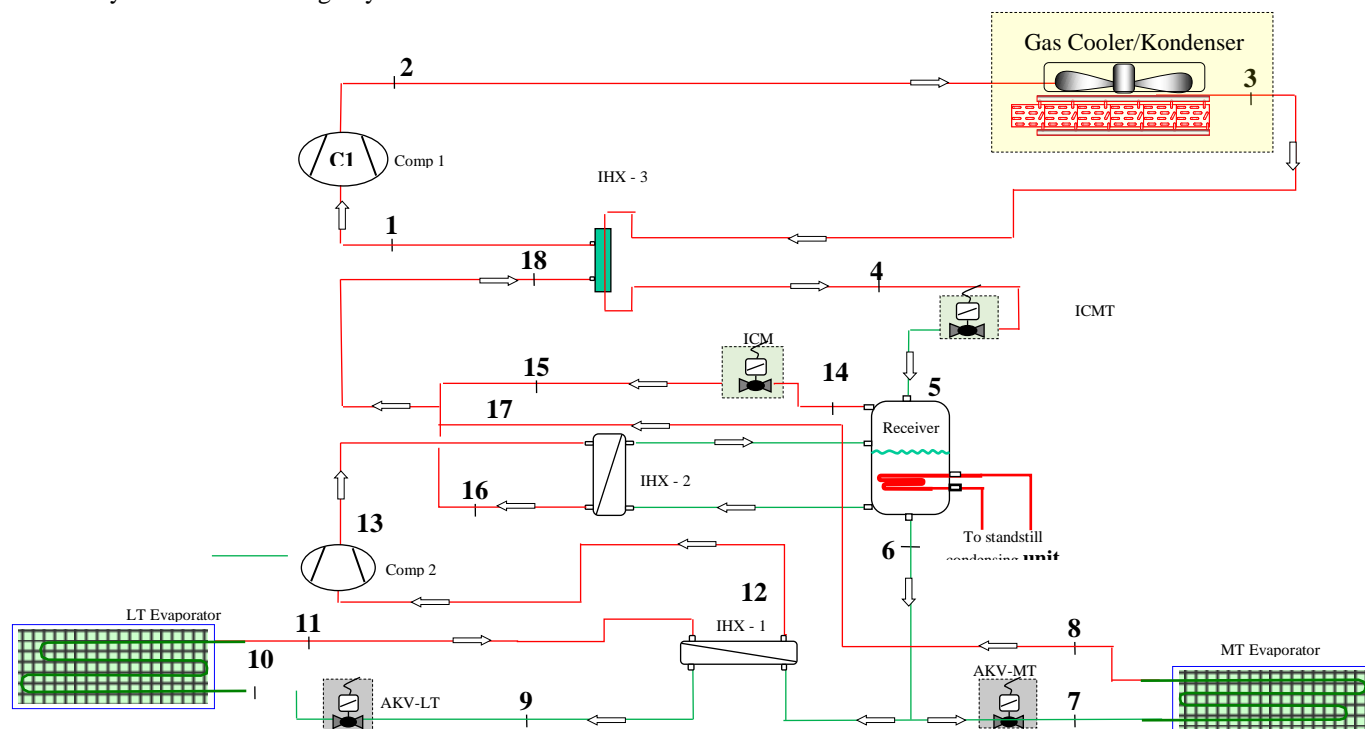 Gas Cooler/Kondenser
2
3
C1
Comp 1
IHX - 3
1
18
4
ICMT
ICM
15
14
5
17
Receiver
IHX - 2
16
13
6
To standstill
condensing unit
Comp 2
12
LT Evaporator
IHX - 1
11
8
MT Evaporator
10
AKV-MT
AKV-LT
9
7